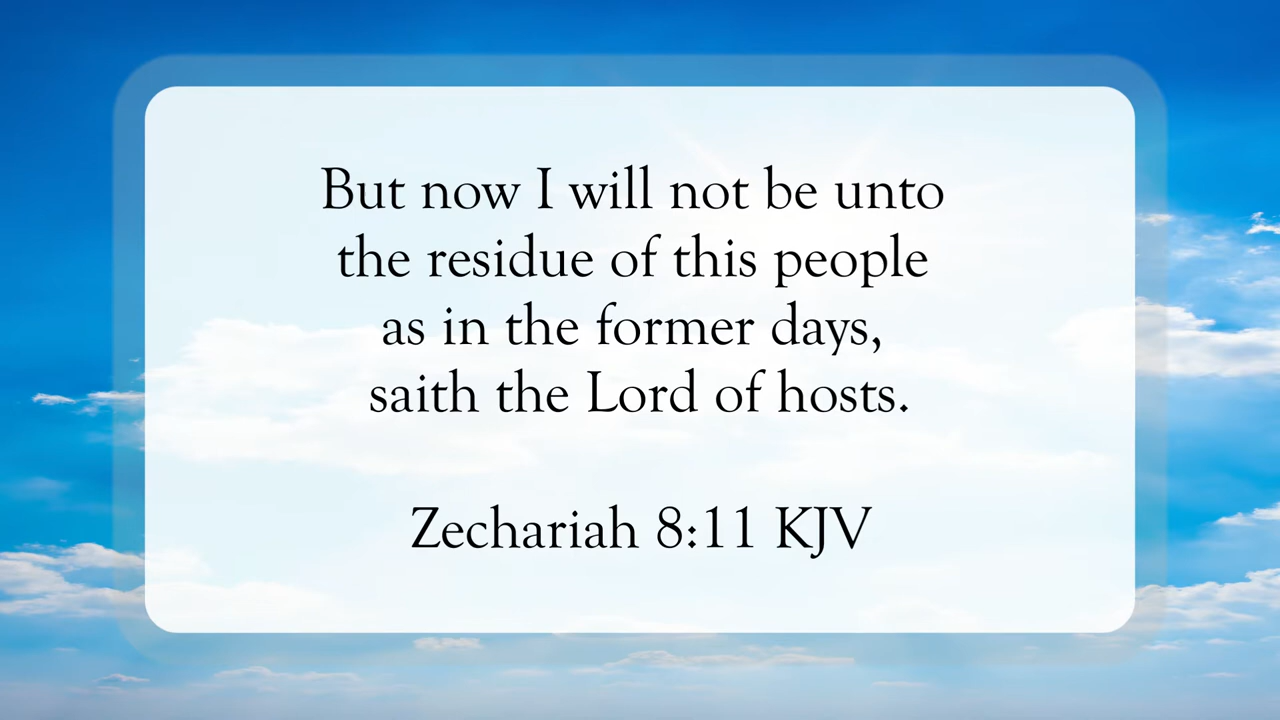 But now I will not be unto
the residue of this people
as in the former days,
saith the Lord of hosts.
Zechariah 8:11 KJV